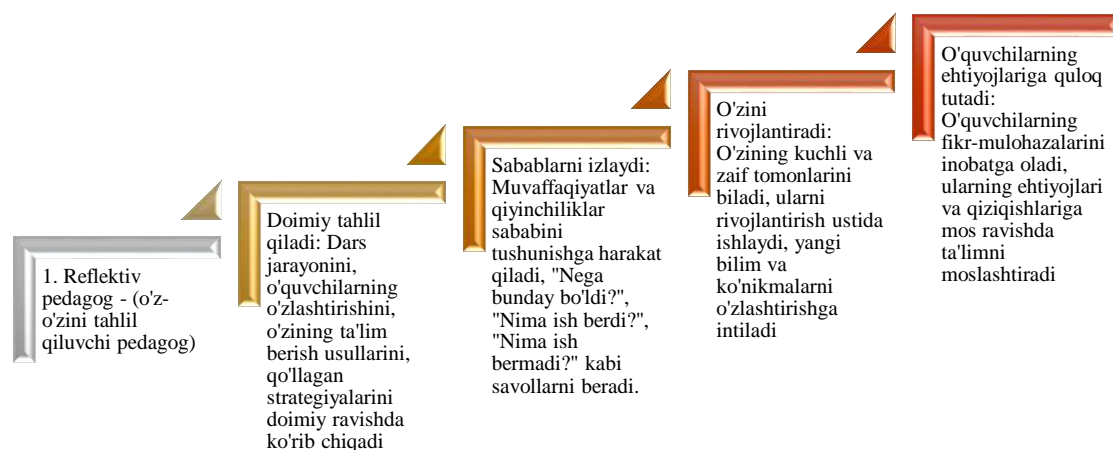 1. Reflektiv
pedagog - (o'z-
o'zini tahlil
qiluvchi pedagog)
Doimiy tahlil
qiladi: Dars
jarayonini,
o'quvchilarning
o'zlashtirishini,
o'zining ta'lim
berish usullarini,
qo'llagan
strategiyalarini
doimiy ravishda
ko'rib chiqadi
Sabablarni izlaydi:
Muvaffaqiyatlar va
qiyinchiliklar
sababini
tushunishga harakat
qiladi, "Nega
bunday bo'ldi?",
"Nima ish berdi?",
"Nima ish
bermadi?" kabi
savollarni beradi.
O'zini
rivojlantiradi:
O'zining kuchli va
zaif tomonlarini
biladi, ularni
rivojlantirish ustida
ishlaydi, yangi
bilim va
ko'nikmalarni
o'zlashtirishga
intiladi
O'quvchilarning
ehtiyojlariga quloq
tutadi:
O'quvchilarning
fikr-mulohazalarini
inobatga oladi,
ularning ehtiyojlari
va qiziqishlariga
mos ravishda
ta'limni
moslashtiradi